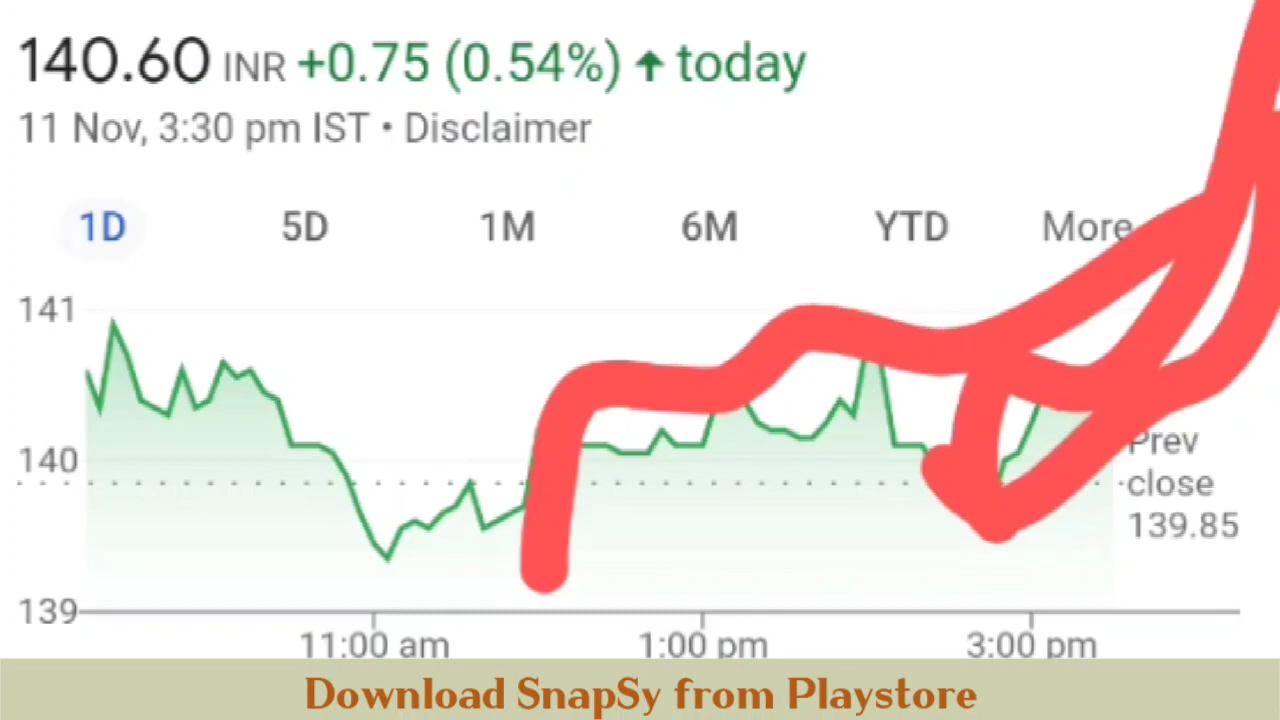 140.60 INR +0.75 (0.54%) ↑ today
11 Nov, 3:30 pm IST • Disclaimer
1D 5D 1M 6M YTD More
141
140
Prev
close
139.85
139
11:00 am 1:00 pm 3:00 pm
Download SnapSy from Playstore